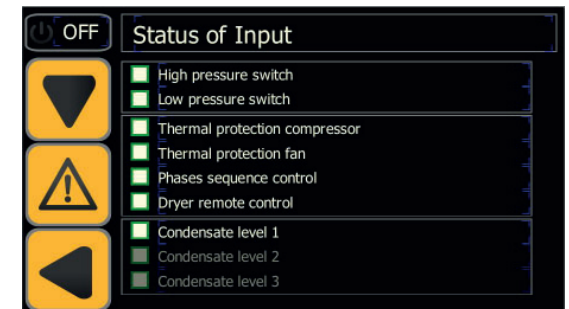 OFF
Status of Input
High pressure switch
Low pressure switch
Thermal protection compressor
Thermal protection fan
Phases sequence control
Dryer remote control
Condensate level 1
Condensate level 2
Condensate level 3